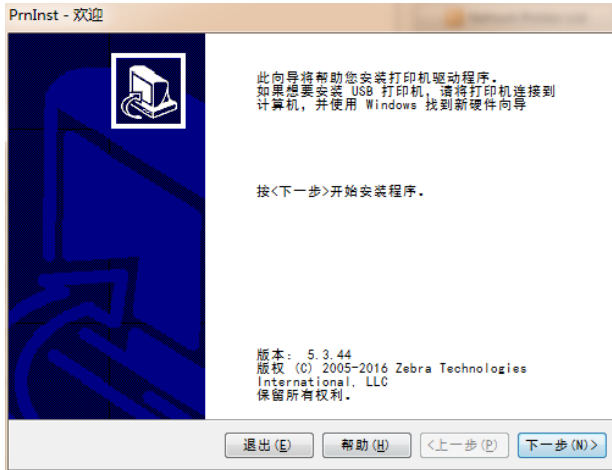 PrnInst - 欢迎
此向导将帮助您安装打印机驱动程序.
如果想要安装 USB 打印机, 请将打印机连接到
计算机, 并使用 Windows 找到新硬件向导
按<下一步>开始安装程序.
版本: 5.3.44
版权 (C) 2005-2016 Zebra Technologies
International, LLC
保留所有权利.
退出(E) 帮助(H) <上一步(P) 下一步(N)>